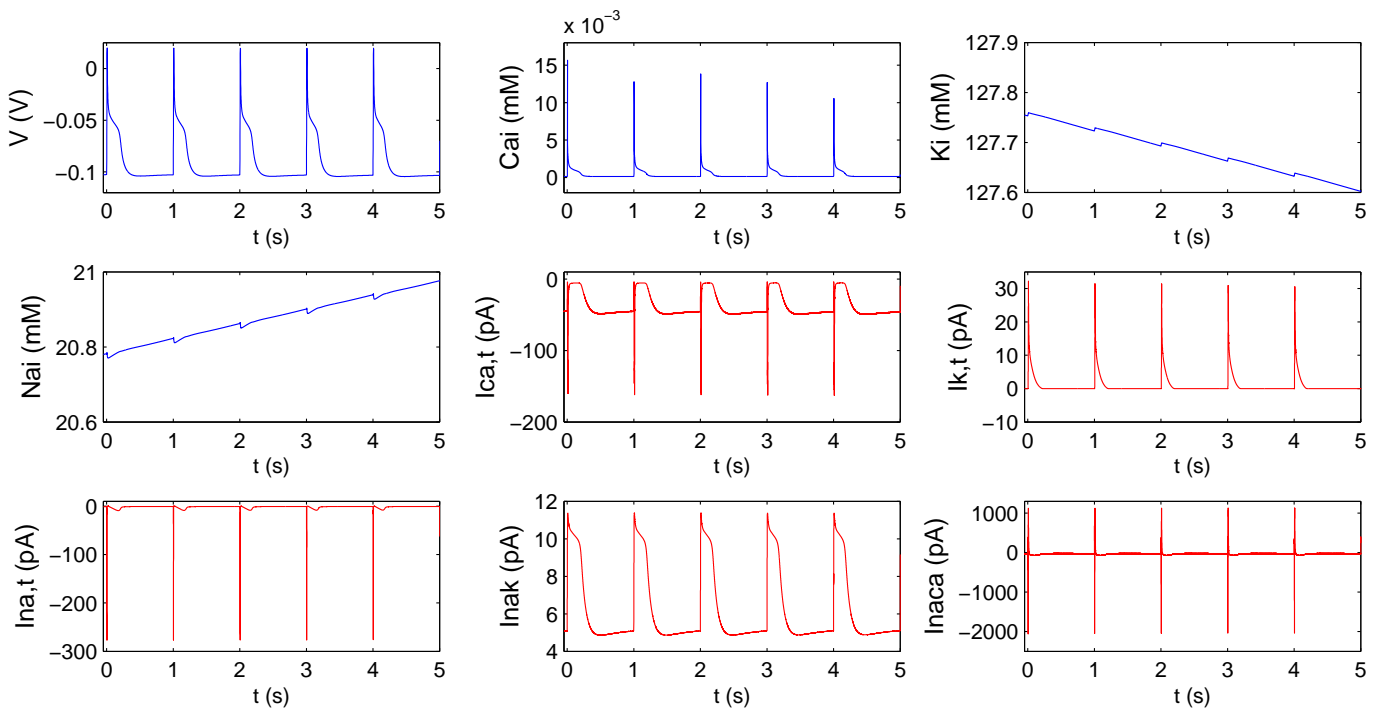 V (V)
0
−0.05
−0.1
0 1 2 3 4 5
t (s)
x 10⁻³
Cai (mM)
15
10
5
0
0 1 2 3 4 5
t (s)
Ki (mM)
127.9
127.8
127.7
127.6
0 1 2 3 4 5
t (s)
Nai (mM)
21
20.8
20.6
0 1 2 3 4 5
t (s)
Ica,t (pA)
0
−100
−200
0 1 2 3 4 5
t (s)
Ik,t (pA)
30
20
10
0
−10
0 1 2 3 4 5
t (s)
Ina,t (pA)
0
−100
−200
−300
0 1 2 3 4 5
t (s)
Inak (pA)
12
10
8
6
4
0 1 2 3 4 5
t (s)
Inaca (pA)
1000
0
−1000
−2000
0 1 2 3 4 5
t (s)